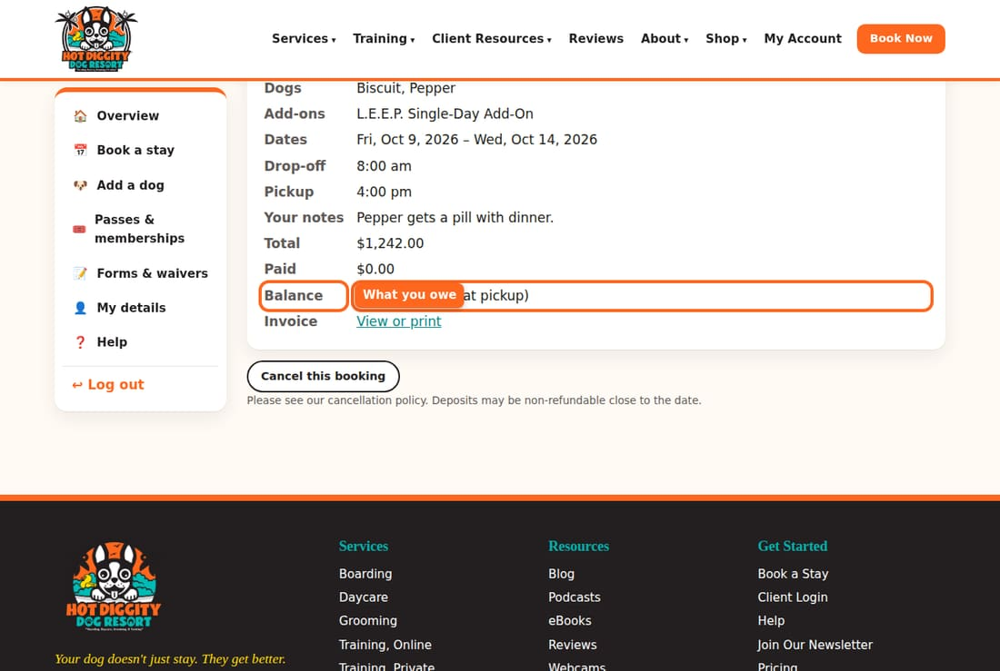 HOT DIGGITY
DOG RESORT
Services ▾ Training ▾ Client Resources ▾ Reviews About ▾ Shop ▾ My Account Book Now
Overview
Book a stay
Add a dog
Passes &
memberships
Forms & waivers
My details
Help
↩ Log out
Dogs Biscuit, Pepper
Add-ons L.E.E.P. Single-Day Add-On
Dates Fri, Oct 9, 2026 – Wed, Oct 14, 2026
Drop-off 8:00 am
Pickup 4:00 pm
Your notes Pepper gets a pill with dinner.
Total $1,242.00
Paid $0.00
Balance What you owe at pickup)
Invoice View or print
Cancel this booking
Please see our cancellation policy. Deposits may be non-refundable close to the date.
HOT DIGGITY
DOG RESORT
Your dog doesn't just stay. They get better.
Services
Boarding
Daycare
Grooming
Training, Online
Training, Private
Resources
Blog
Podcasts
eBooks
Reviews
Webcams
Get Started
Book a Stay
Client Login
Help
Join Our Newsletter
Pricing